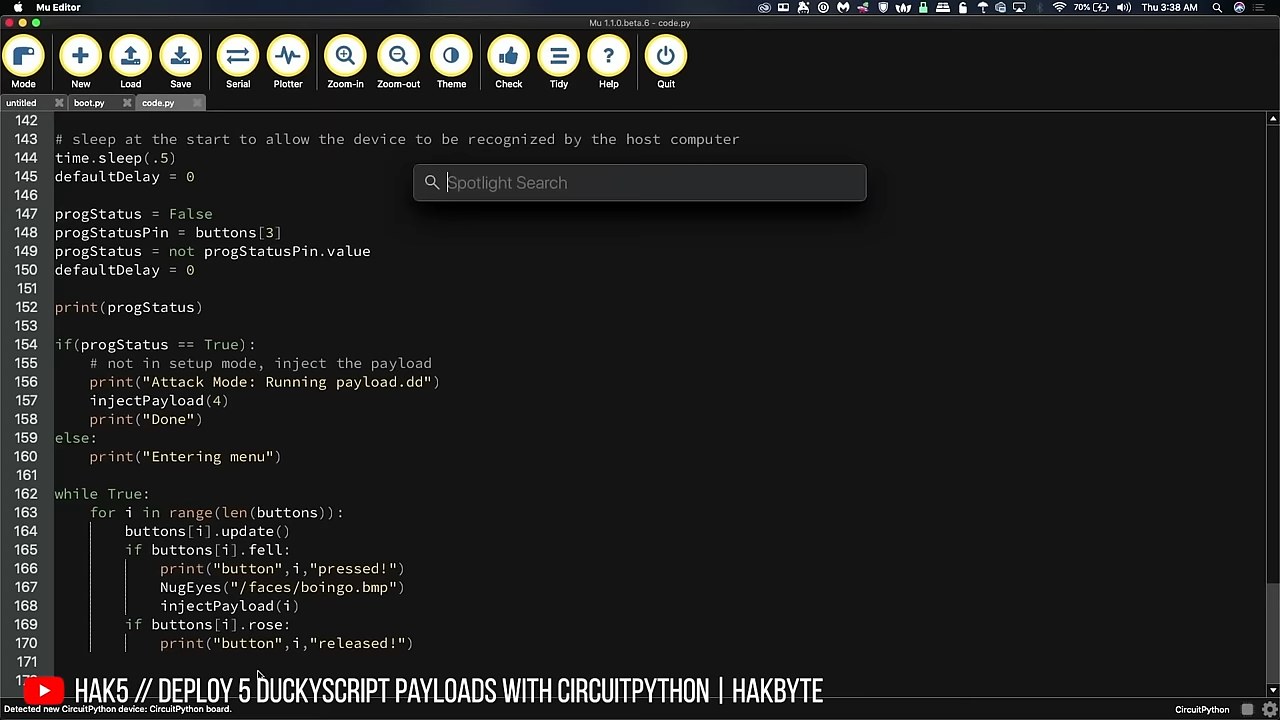 Mu Editor
70%
Thu 3:38 AM
Mu 1.1.0.beta.6 - code.py
Mode
New
Load
Save
Serial
Plotter
Zoom-in
Zoom-out
Theme
Check
Tidy
Help
Quit
untitled
boot.py
code.py
142
143 # sleep at the start to allow the device to be recognized by the host computer
144 time.sleep(.5)
145 defaultDelay = 0
146
147 progStatus = False
148 progStatusPin = buttons[3]
149 progStatus = not progStatusPin.value
150 defaultDelay = 0
151
152 print(progStatus)
153
154 if(progStatus == True):
155 # not in setup mode, inject the payload
156 print("Attack Mode: Running payload.dd")
157 injectPayload(4)
158 print("Done")
159 else:
160 print("Entering menu")
161
162 while True:
163 for i in range(len(buttons)):
164 buttons[i].update()
165 if buttons[i].fell:
166 print("button",i,"pressed!")
167 NugEyes("/faces/boingo.bmp")
168 injectPayload(i)
169 if buttons[i].rose:
170 print("button",i,"released!")
171
Spotlight Search
HAK5 // DEPLOY 5 DUCKYSCRIPT PAYLOADS WITH CIRCUITPYTHON | HAKBYTE
Detected new CircuitPython device: CircuitPython board.
CircuitPython